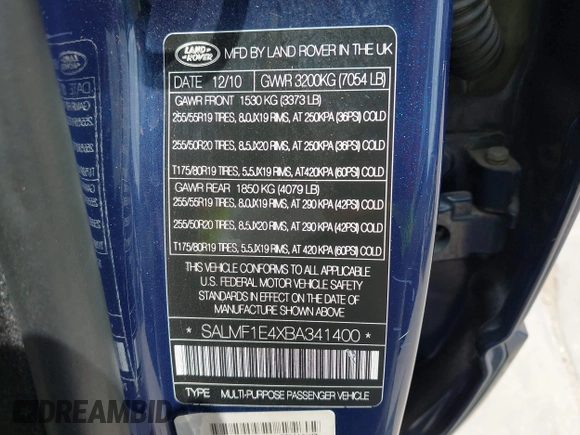 LAND ROVER
MFD BY LAND ROVER IN THE UK
DATE 12/10 GVWR 3200KG (7054 LB)
GAWR FRONT 1530 KG (3373 LB)
255/55R19 TIRES, 8.0JX19 RIMS, AT 250KPA (36PSI) COLD
255/50R20 TIRES, 8.5JX20 RIMS, AT 250KPA (36PSI) COLD
T175/80R19 TIRES, 5.5JX19 RIMS, AT420KPA (60PSI) COLD
GAWR REAR 1850 KG (4079 LB)
255/55R19 TIRES, 8.0JX19 RIMS, AT 290 KPA (42PSI) COLD
255/50R20 TIRES, 8.5JX20 RIMS, AT 290 KPA (42PSI) COLD
T175/80R19 TIRES, 5.5JX19 RIMS, AT 420 KPA (60PSI) COLD
THIS VEHICLE CONFORMS TO ALL APPLICABLE
U.S. FEDERAL MOTOR VEHICLE SAFETY
STANDARDS IN EFFECT ON THE DATE OF
MANUFACTURE SHOWN ABOVE
* SALMF1E4XBA341400 *
TYPE MULTI-PURPOSE PASSENGER VEHICLE
DREAMBID.COM